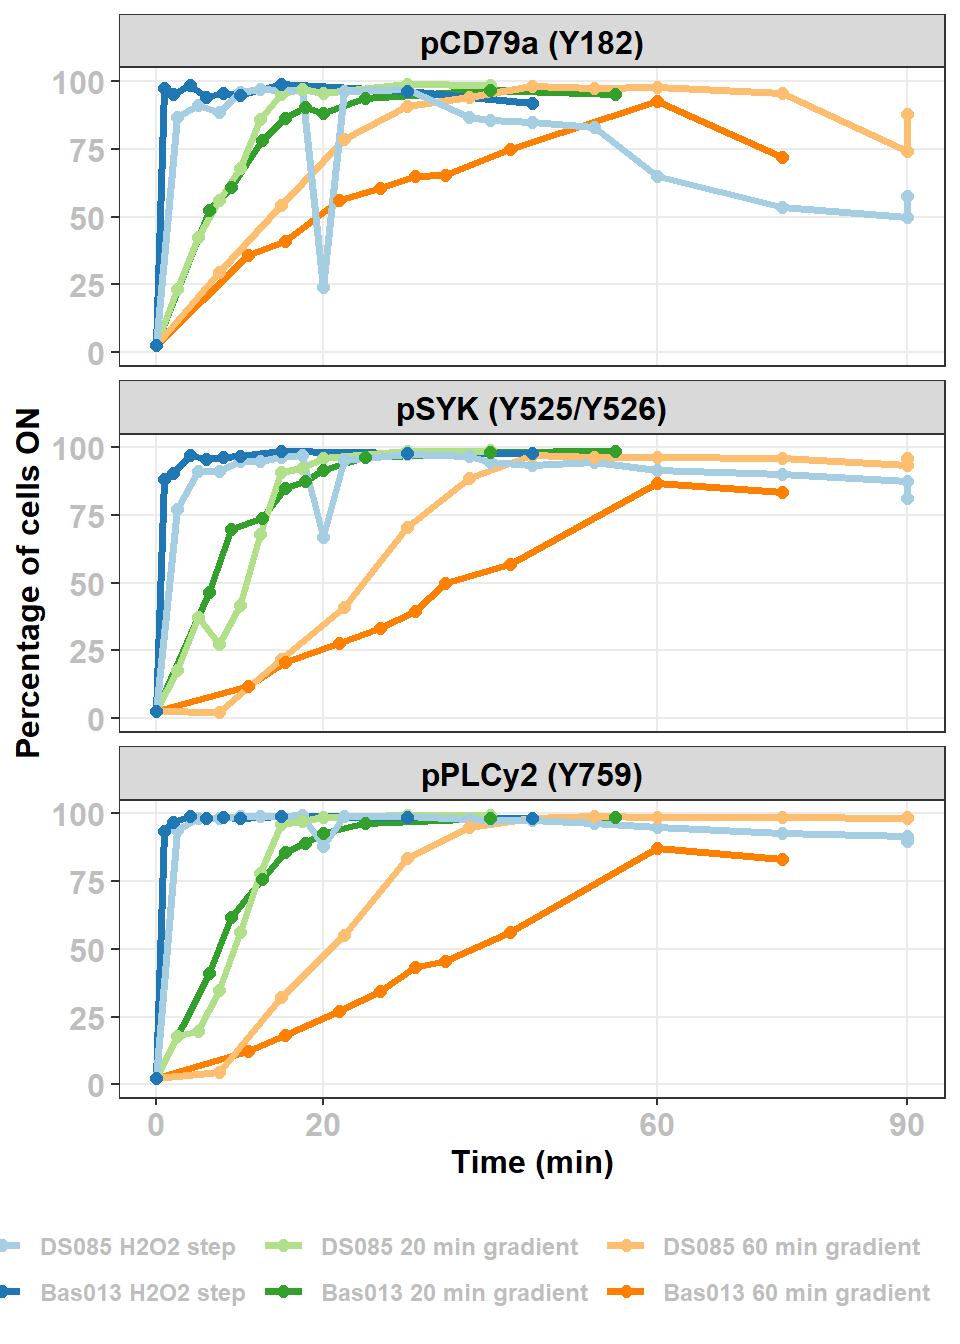 pCD79a (Y182)
100
75
50
25
0
pSYK (Y525/Y526)
100
75
50
25
0
pPLCy2 (Y759)
100
75
50
25
0
Percentage of cells ON
0 20 60 90
Time (min)
DS085 H2O2 step DS085 20 min gradient DS085 60 min gradient
Bas013 H2O2 step Bas013 20 min gradient Bas013 60 min gradient